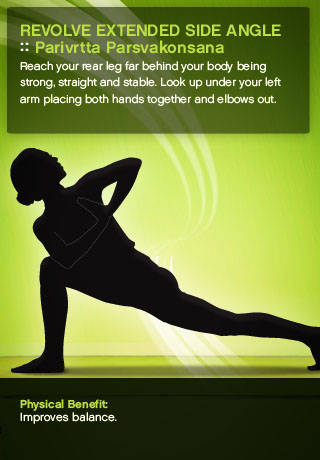 REVOLVE EXTENDED SIDE ANGLE
:: Parivrtta Parsvakonsana
Reach your rear leg far behind your body being
strong, straight and stable. Look up under your left
arm placing both hands together and elbows out.
Physical Benefit:
Improves balance.